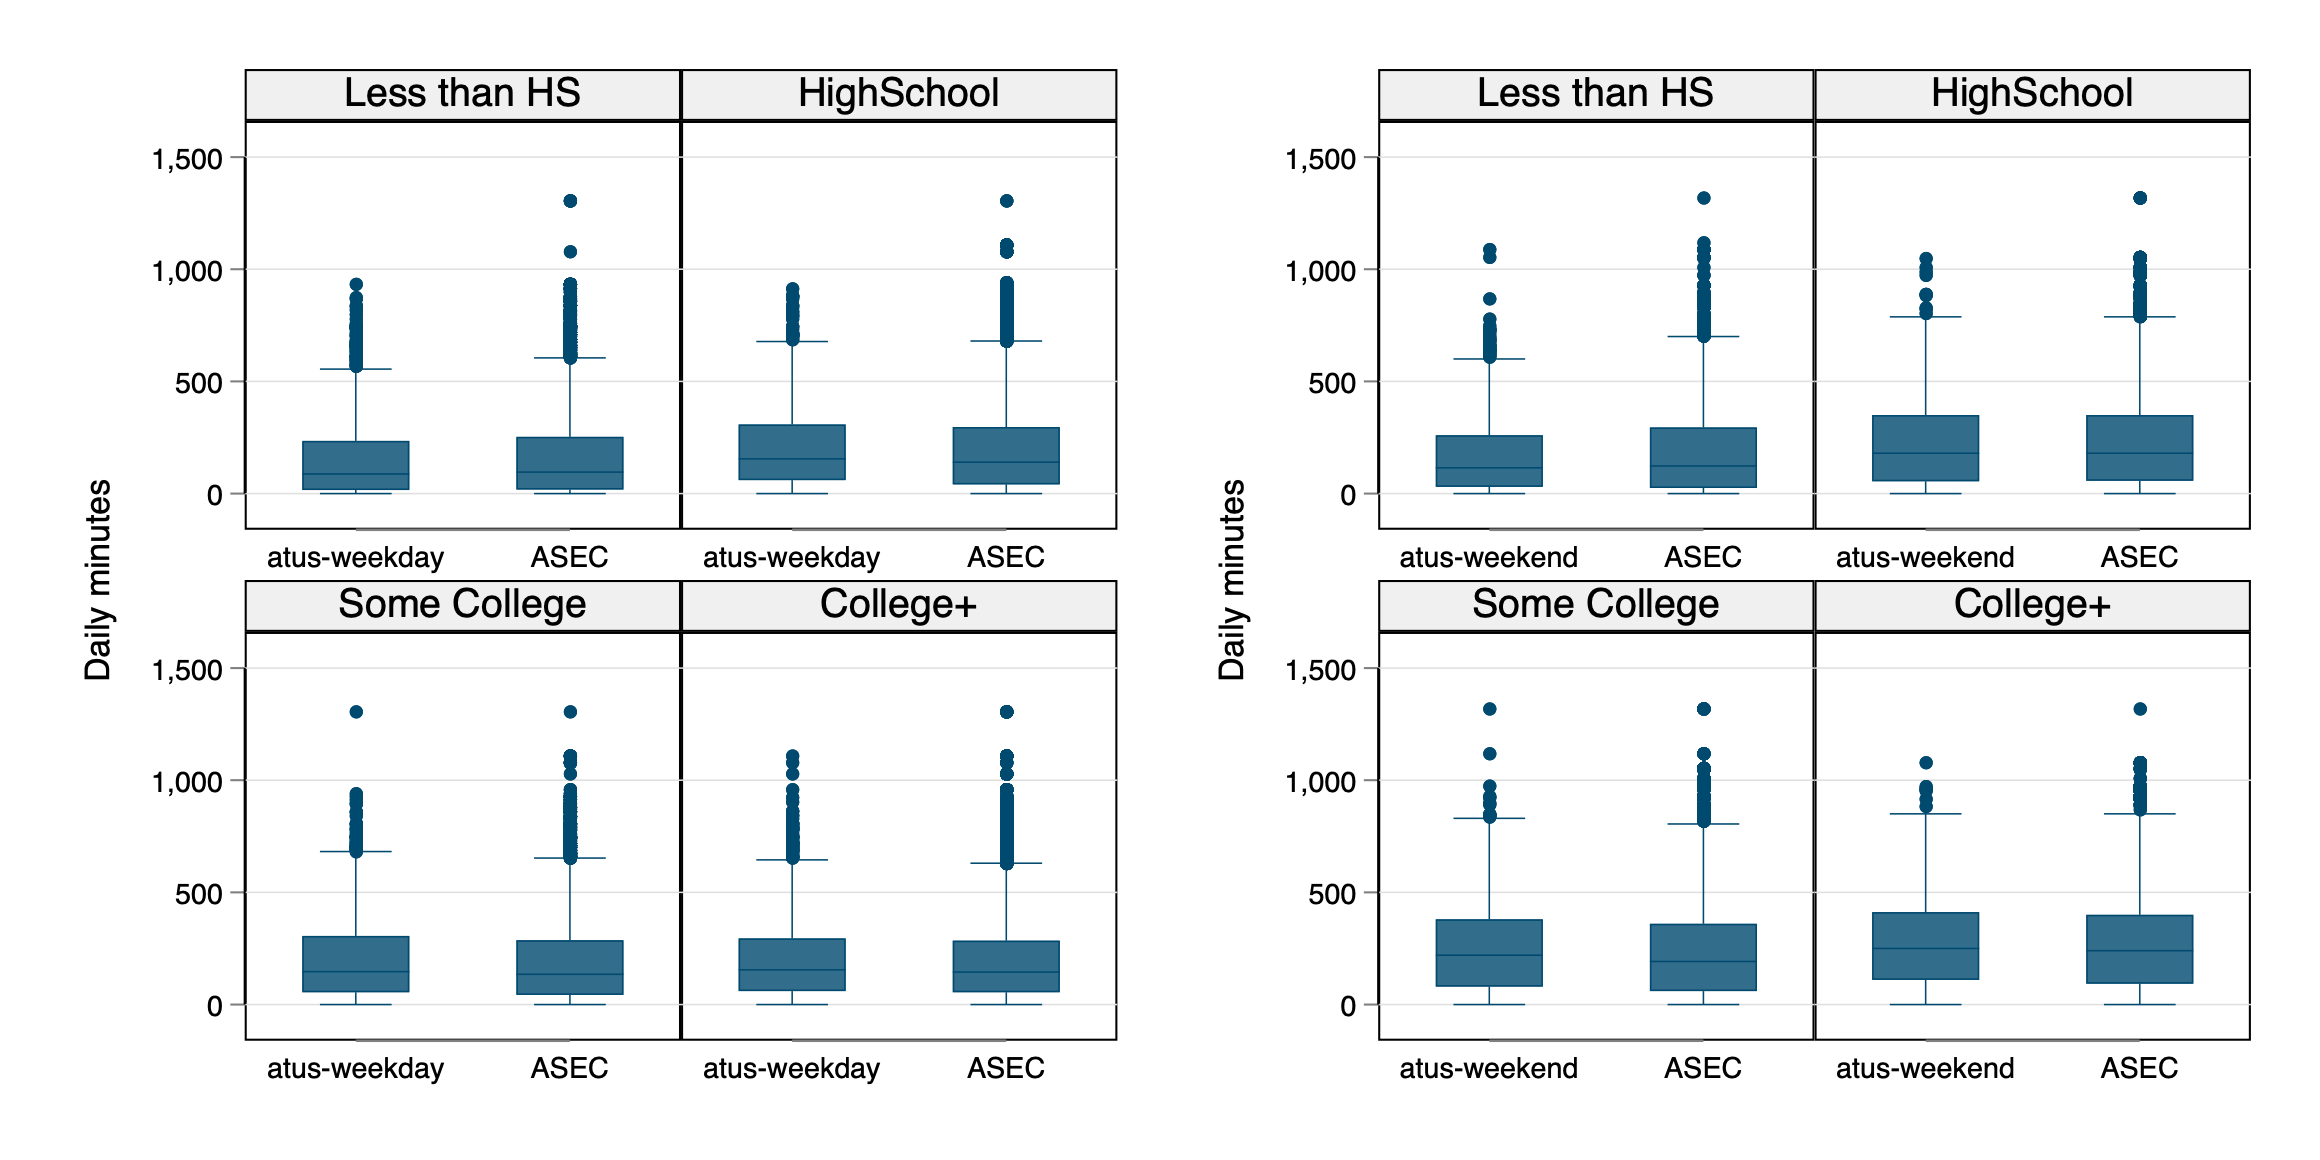 Daily minutes
Less than HS
HighSchool
1,500
1,000
500
0
atus-weekday
ASEC
atus-weekday
ASEC
Some College
College+
1,500
1,000
500
0
atus-weekday
ASEC
atus-weekday
ASEC
Daily minutes
Less than HS
HighSchool
1,500
1,000
500
0
atus-weekend
ASEC
atus-weekend
ASEC
Some College
College+
1,500
1,000
500
0
atus-weekend
ASEC
atus-weekend
ASEC